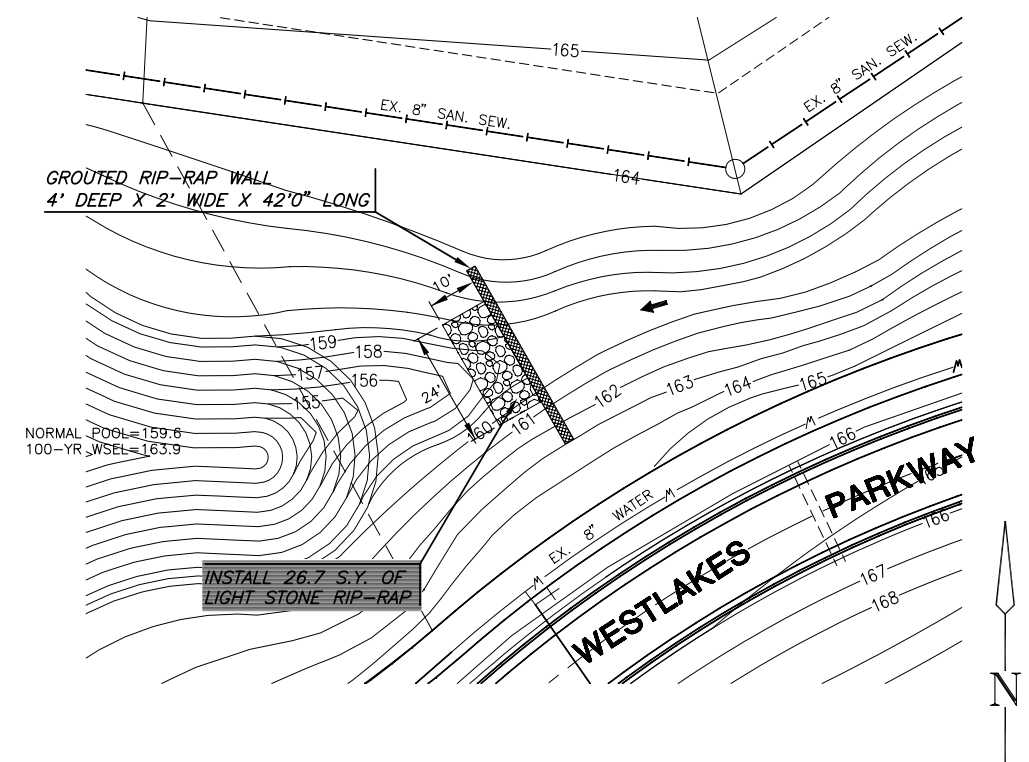 165
EX. 8" SAN. SEW.
EX. 8" SAN. SEW.
164
GROUTED RIP-RAP WALL
4' DEEP X 2' WIDE X 42'0" LONG
10'
159
158
157
156
155
24'
160
161
162
163
164
165
NORMAL POOL=159.6
100-YR WSEL=163.9
166
W
W
W
W
EX. 8" WATER
WESTLAKES PARKWAY
166
167
168
INSTALL 26.7 S.Y. OF
LIGHT STONE RIP-RAP
N